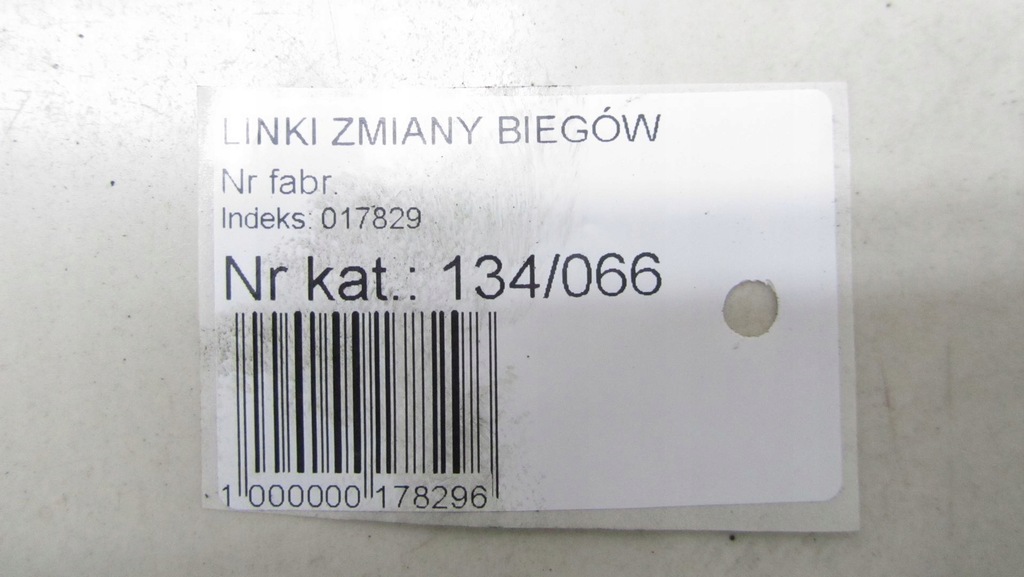 LINKI ZMIANY BIEGÓW
Nr fabr.
Indeks: 017829
Nr kat.: 134/066
1 000000 178296